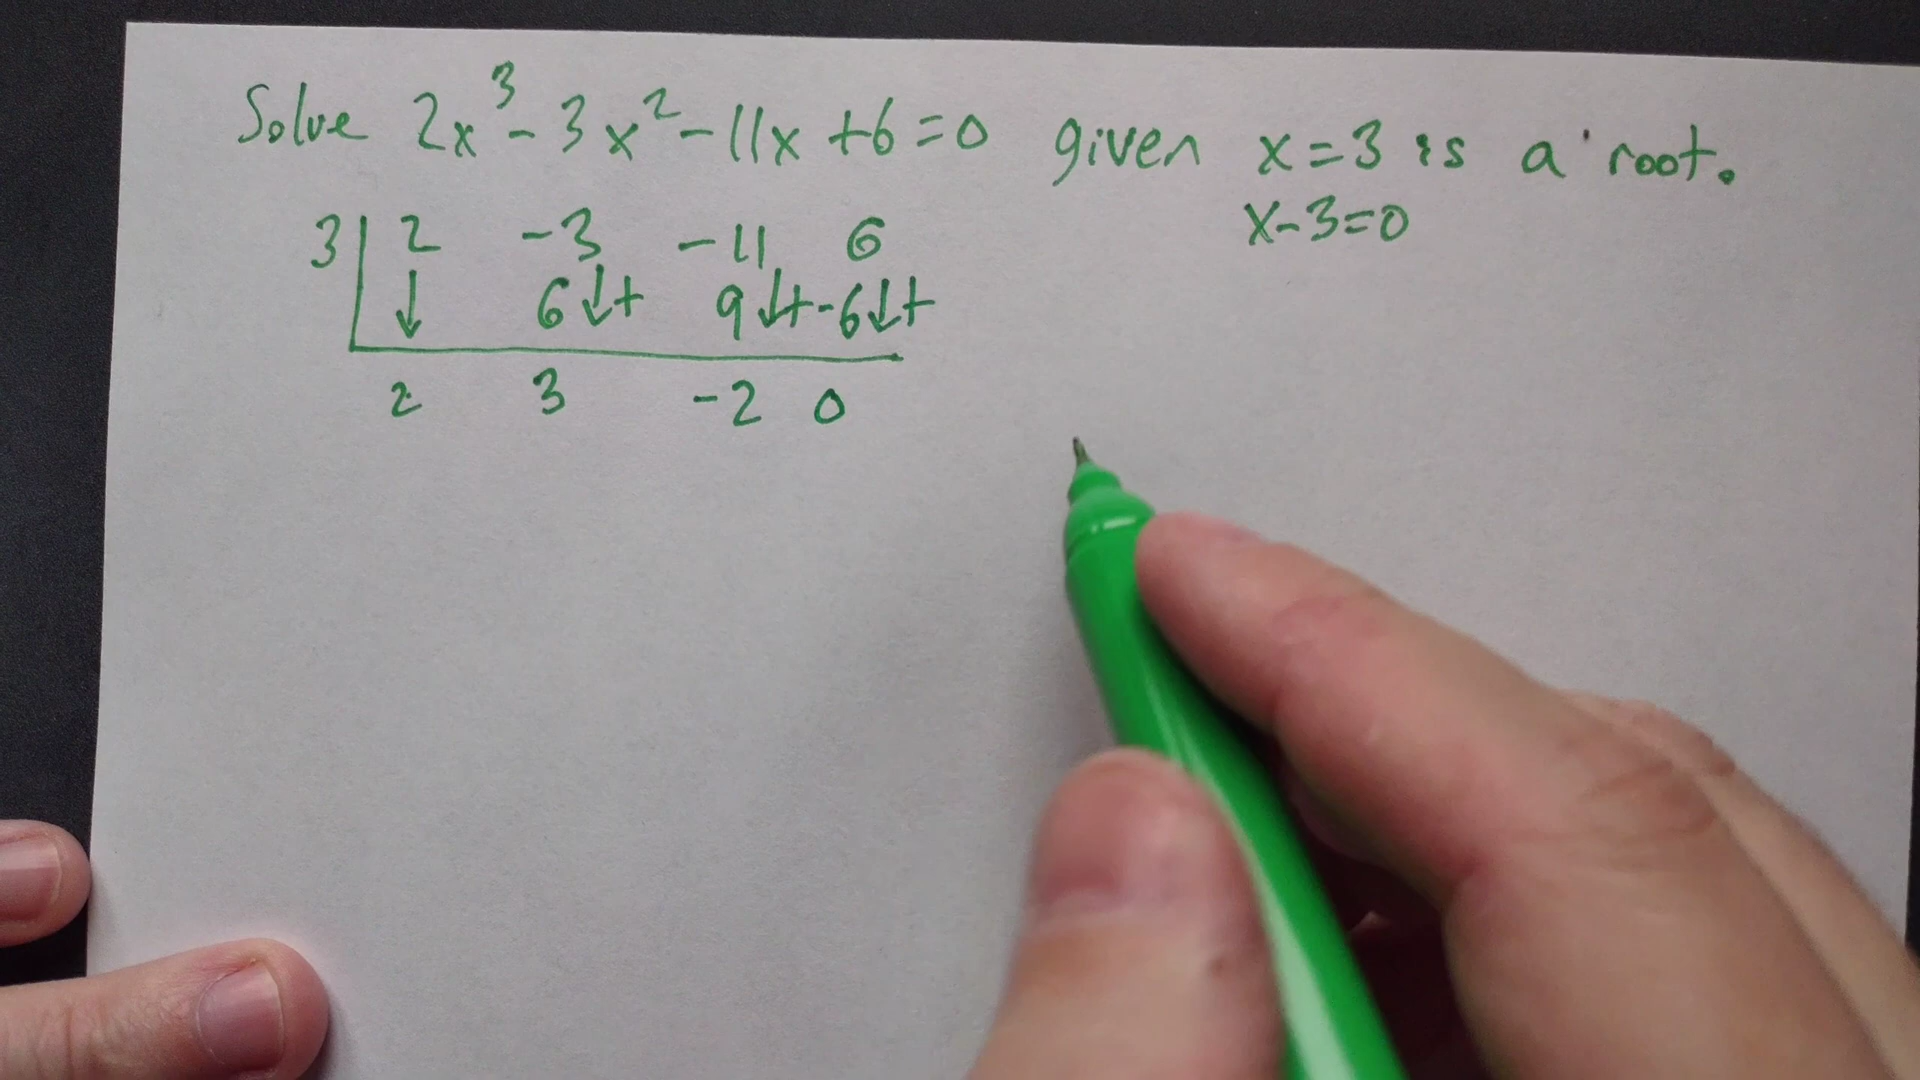 Solve 2x³ - 3x² - 11x + 6 = 0 given x = 3 is a root.
x - 3 = 0
3 | 2 -3 -11 6
↓ 6↓+ 9↓+ -6↓+
2 3 -2 0